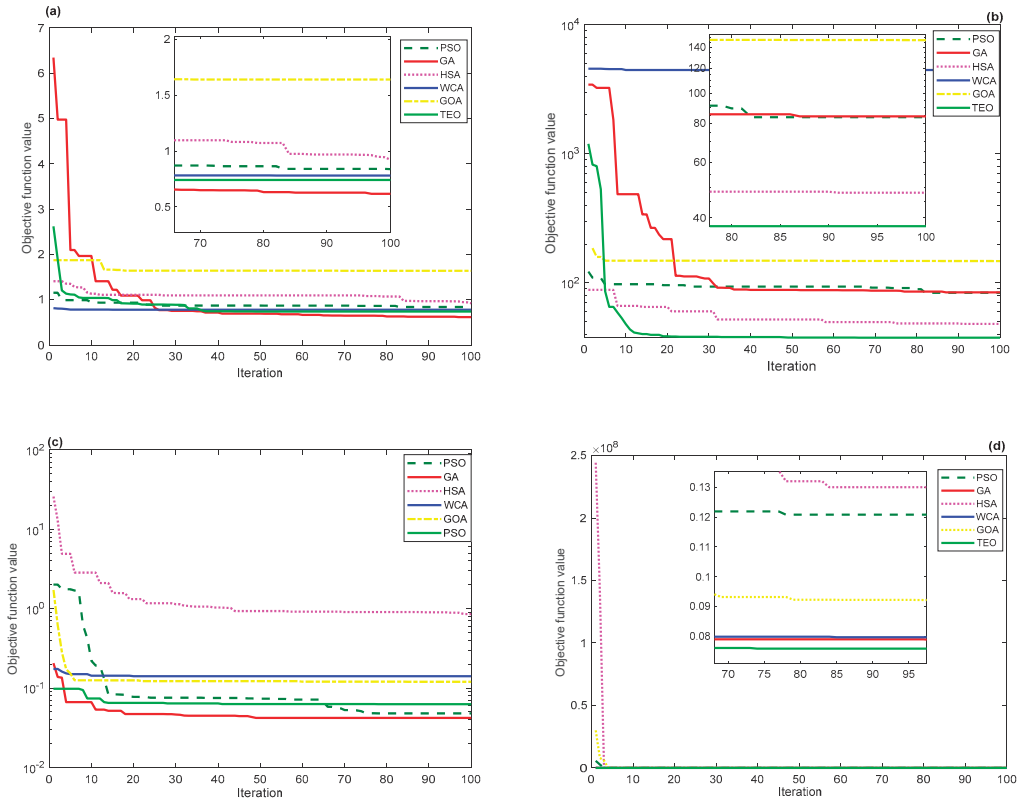 (a)
7
6
5
4
3
2
1
0
Objective function value
0 10 20 30 40 50 60 70 80 90 100
Iteration
2
1.5
1
0.5
70 80 90 100
PSO
GA
HSA
WCA
GOA
TEO
(b)
10^4
10^3
10^2
Objective function value
0 10 20 30 40 50 60 70 80 90 100
Iteration
140
120
100
80
60
40
80 85 90 95 100
PSO
GA
HSA
WCA
GOA
TEO
(c)
10^2
10^1
10^0
10^-1
10^-2
Objective function value
0 10 20 30 40 50 60 70 80 90 100
Iteration
PSO
GA
HSA
WCA
GOA
PSO
(d)
×10^8
2.5
2
1.5
1
0.5
0
Objective function value
0 10 20 30 40 50 60 70 80 90 100
Iteration
0.13
0.12
0.11
0.1
0.09
0.08
70 75 80 85 90 95
PSO
GA
HSA
WCA
GOA
TEO